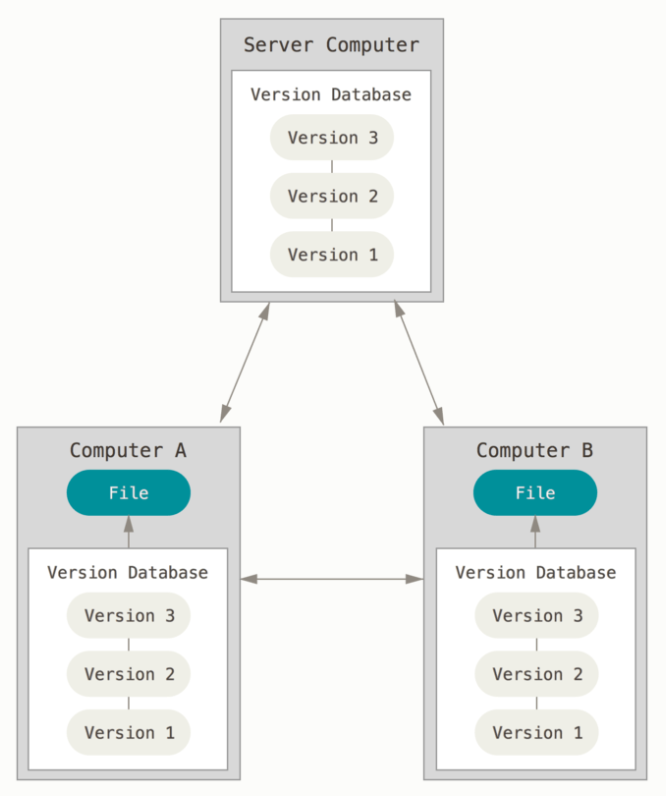 Server Computer
Version Database
Version 3
Version 2
Version 1
Computer A
File
Version Database
Version 3
Version 2
Version 1
Computer B
File
Version Database
Version 3
Version 2
Version 1